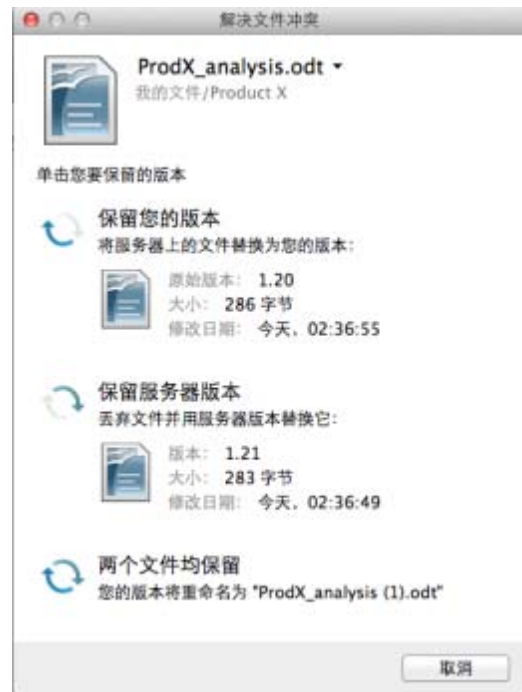 解决文件冲突
ProdX_analysis.odt
我的文件/Product X
单击您要保留的版本
保留您的版本
将服务器上的文件替换为您的版本:
原始版本: 1.20
大小: 286 字节
修改日期: 今天, 02:36:55
保留服务器版本
丢弃文件并用服务器版本替换它:
版本: 1.21
大小: 283 字节
修改日期: 今天, 02:36:49
两个文件均保留
您的版本将重命名为 "ProdX_analysis (1).odt"
取消